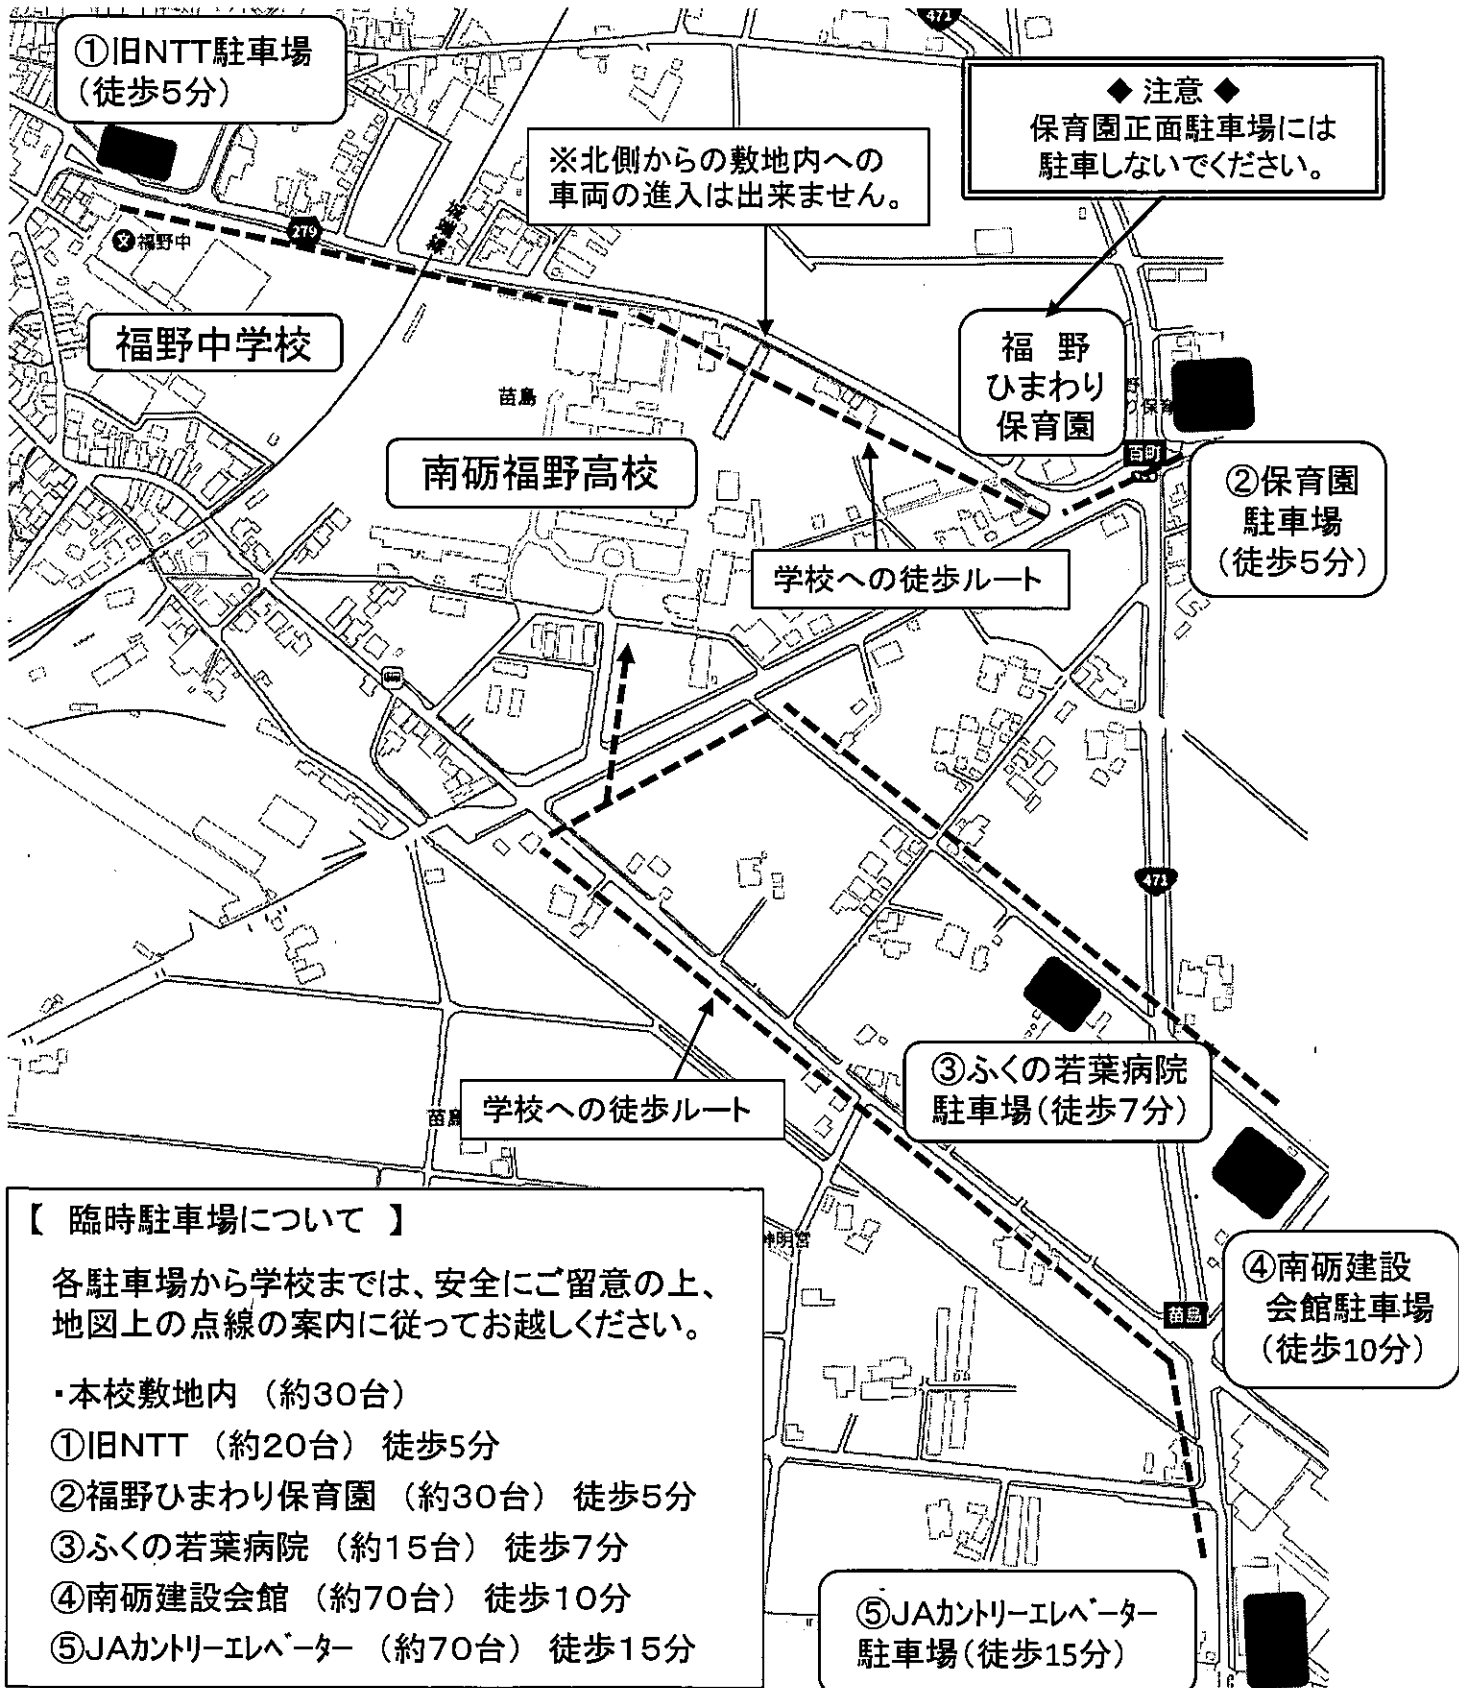 471
①旧NTT駐車場
(徒歩5分)
◆ 注意 ◆
保育園正面駐車場には
駐車しないでください。
※北側からの敷地内への
車両の進入は出来ません。
城端線
279
福野中
福野中学校
福 野
ひまわり
保育園
苗島
南砺福野高校
苗町
②保育園
駐車場
(徒歩5分)
学校への徒歩ルート
471
③ふくの若葉病院
駐車場(徒歩7分)
学校への徒歩ルート
苗島
【 臨時駐車場について 】
各駐車場から学校までは、安全にご留意の上、
地図上の点線の案内に従ってお越しください。
・本校敷地内 (約30台)
①旧NTT (約20台) 徒歩5分
②福野ひまわり保育園 (約30台) 徒歩5分
③ふくの若葉病院 (約15台) 徒歩7分
④南砺建設会館 (約70台) 徒歩10分
⑤JAカントリーエレベーター (約70台) 徒歩15分
神明宮
④南砺建設
会館駐車場
(徒歩10分)
苗島
⑤JAカントリーエレベーター
駐車場(徒歩15分)